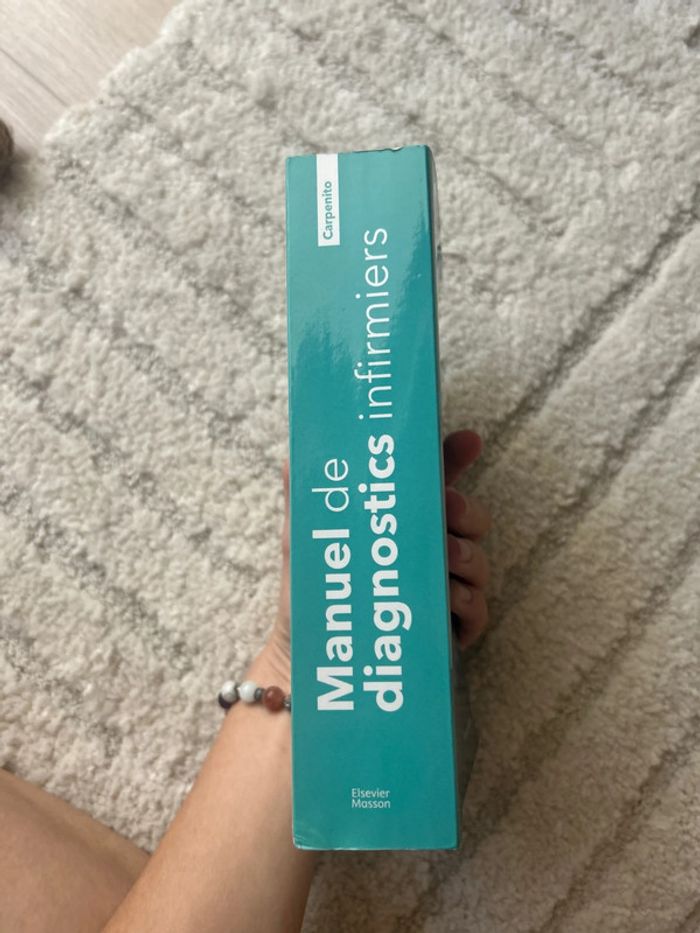 Carpenito
Manuel de
diagnostics infirmiers
Elsevier
Masson